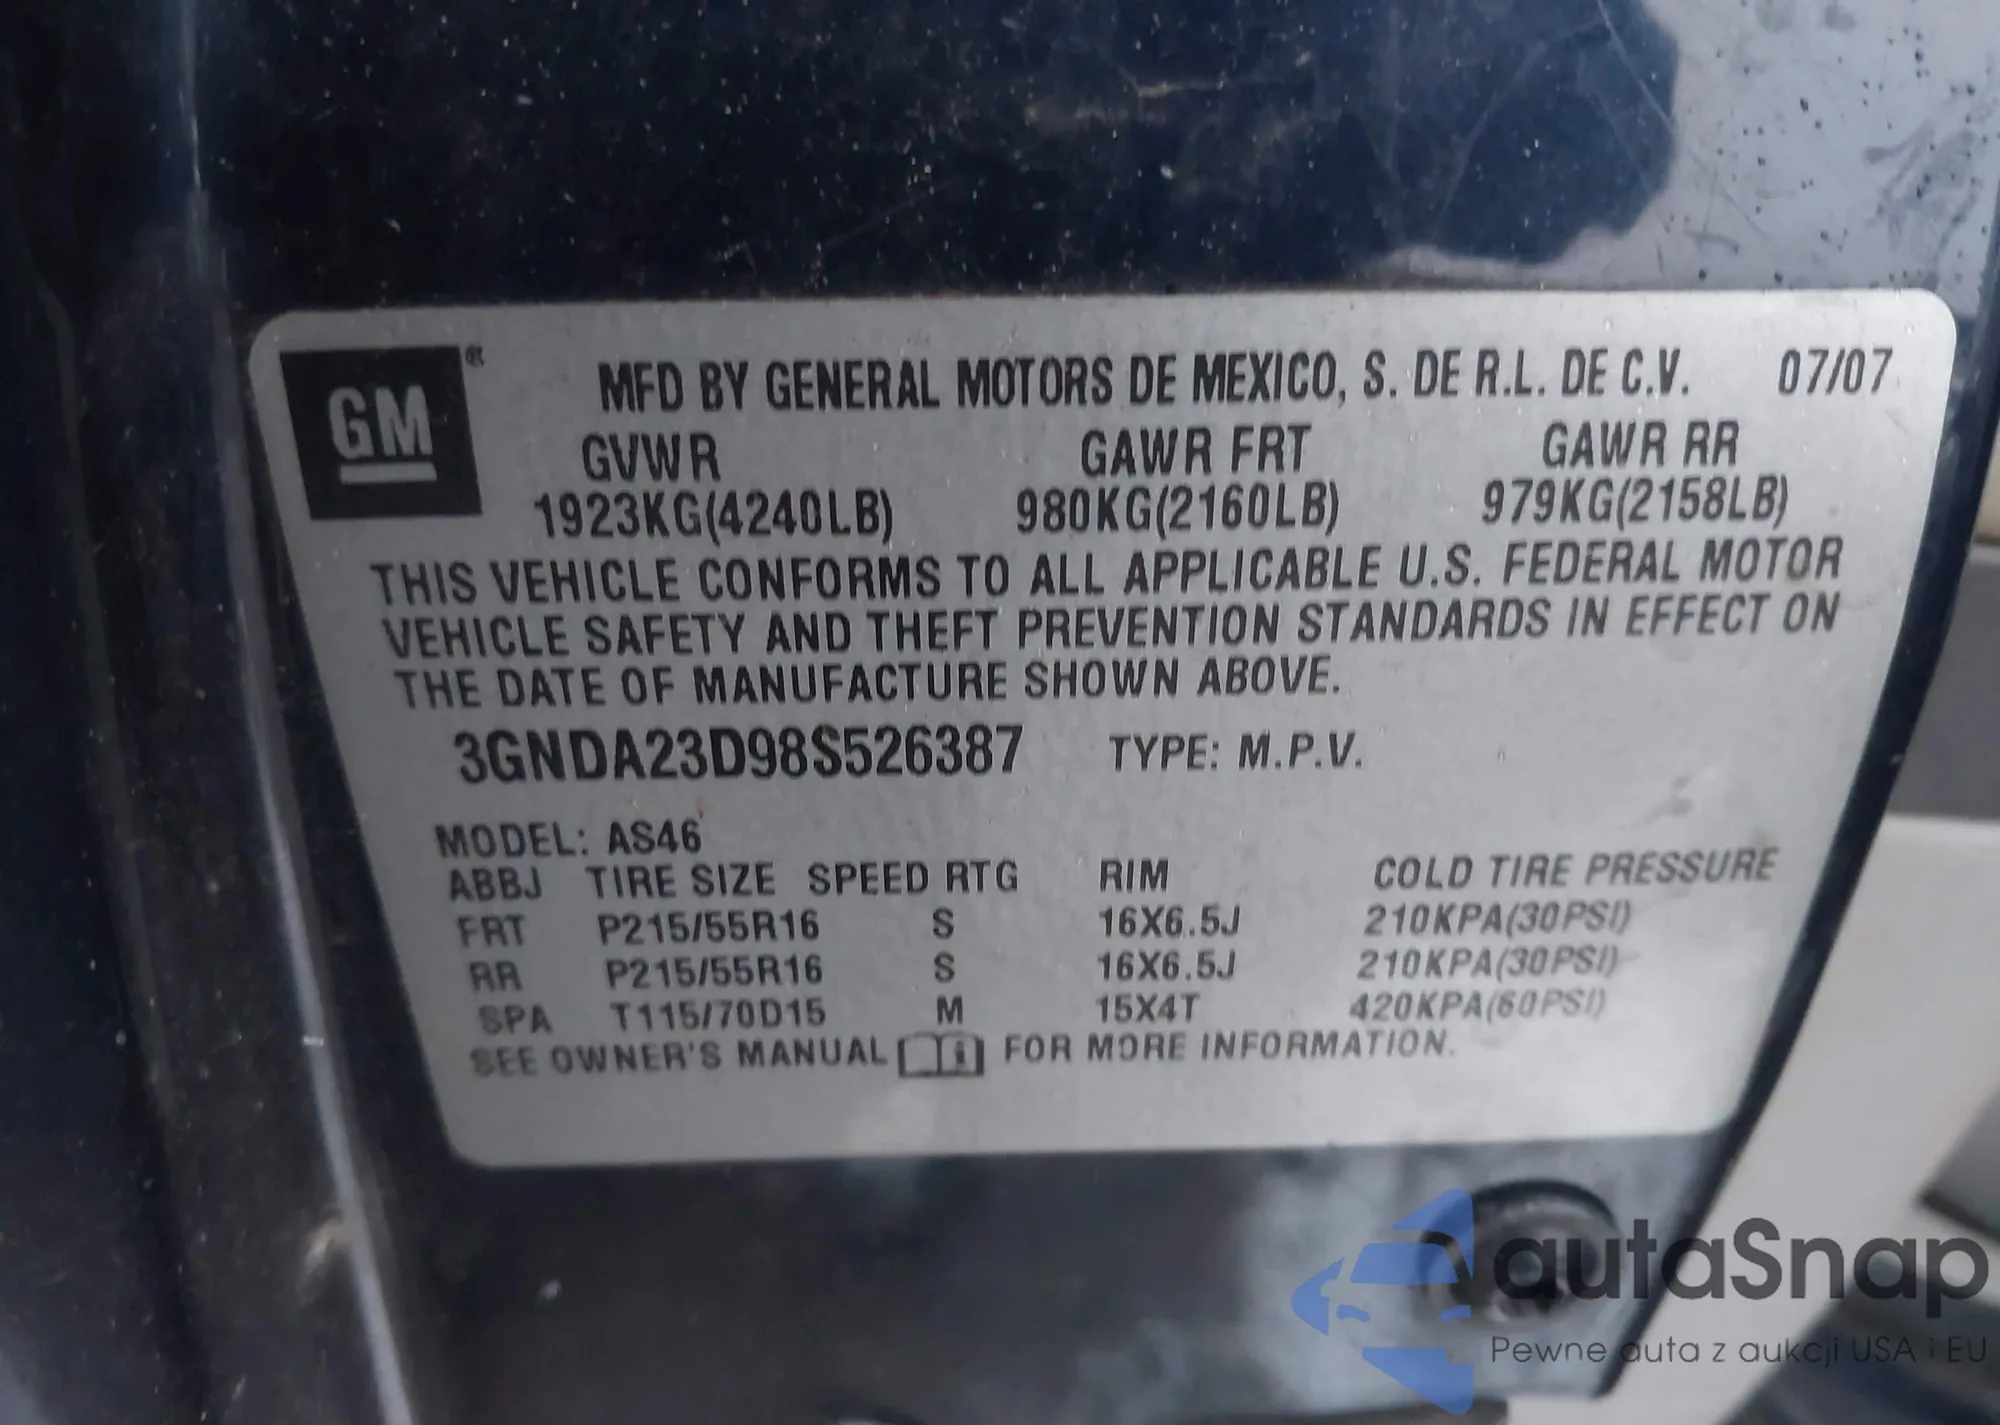 GM ®
MFD BY GENERAL MOTORS DE MEXICO, S. DE R.L. DE C.V. 07/07
GVWR GAWR FRT GAWR RR
1923KG(4240LB) 980KG(2160LB) 979KG(2158LB)
THIS VEHICLE CONFORMS TO ALL APPLICABLE U.S. FEDERAL MOTOR
VEHICLE SAFETY AND THEFT PREVENTION STANDARDS IN EFFECT ON
THE DATE OF MANUFACTURE SHOWN ABOVE.
3GNDA23D98S526387 TYPE: M.P.V.
MODEL: AS46
ABBJ TIRE SIZE SPEED RTG RIM COLD TIRE PRESSURE
FRT P215/55R16 S 16X6.5J 210KPA(30PSI)
RR P215/55R16 S 16X6.5J 210KPA(30PSI)
SPA T115/70D15 M 15X4T 420KPA(60PSI)
SEE OWNER'S MANUAL FOR MORE INFORMATION.
autaSnap
Pewne auta z aukcji USA i EU